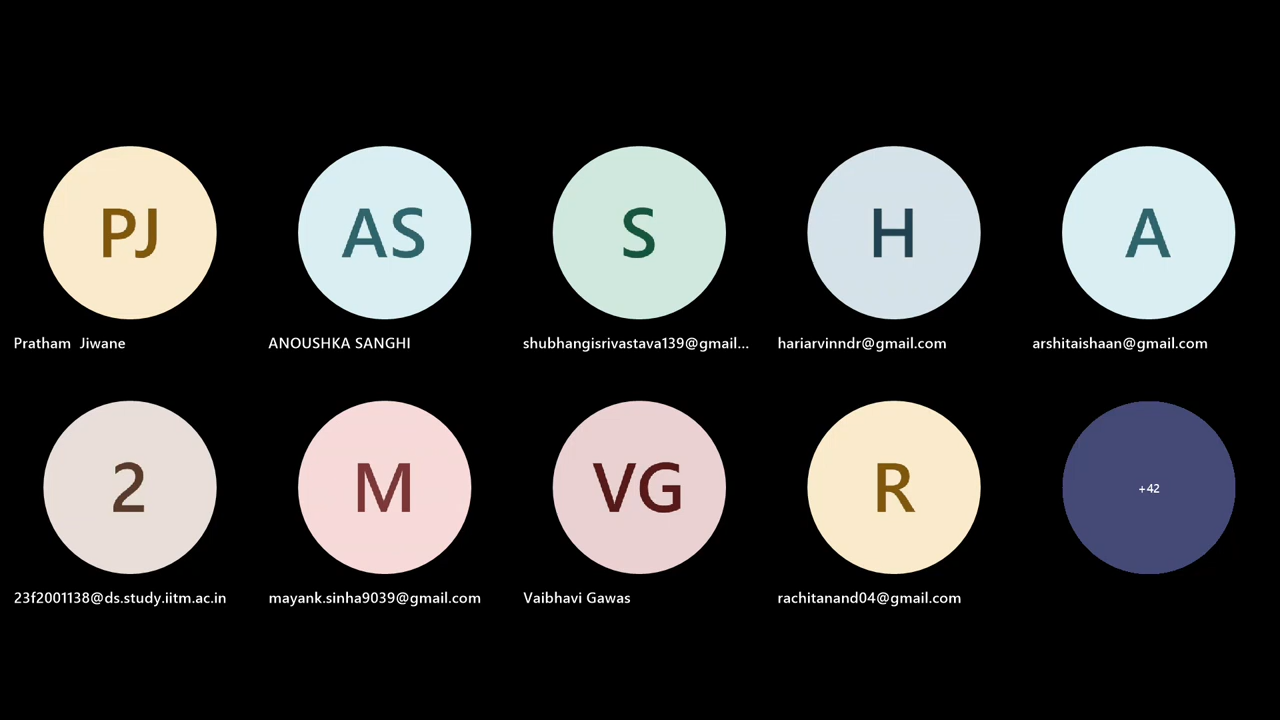 PJ
AS
S
H
A
Pratham Jiwane
ANOUSHKA SANGHI
shubhangisrivastava139@gmail...
hariarvinndr@gmail.com
arshitaishaan@gmail.com
2
M
VG
R
+42
23f2001138@ds.study.iitm.ac.in
mayank.sinha9039@gmail.com
Vaibhavi Gawas
rachitanand04@gmail.com